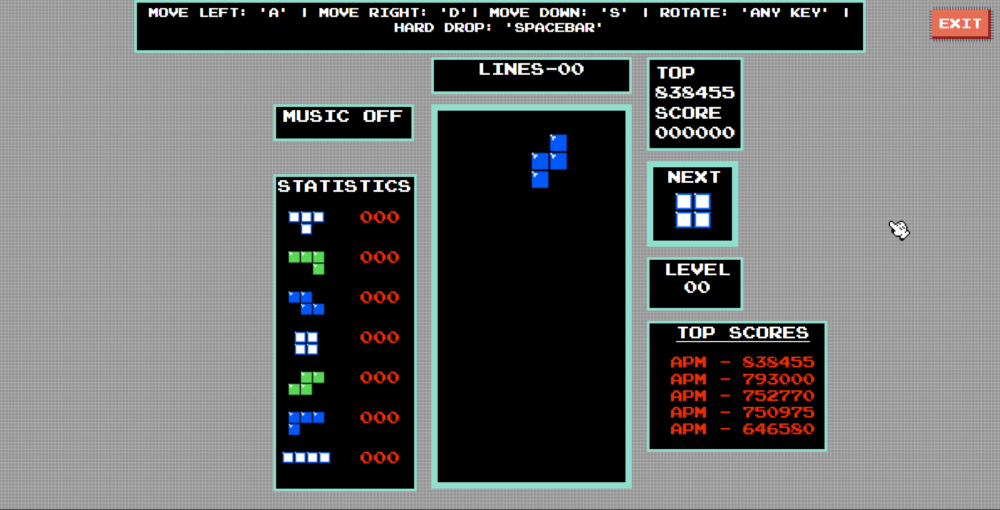 MOVE LEFT: 'A' | MOVE RIGHT: 'D'| MOVE DOWN: 'S' | ROTATE: 'ANY KEY' |
HARD DROP: 'SPACEBAR'
EXIT
LINES-00
MUSIC OFF
TOP
838455
SCORE
000000
NEXT
STATISTICS
000
000
000
000
000
000
000
LEVEL
00
TOP SCORES
APM - 838455
APM - 793000
APM - 752770
APM - 750975
APM - 646580